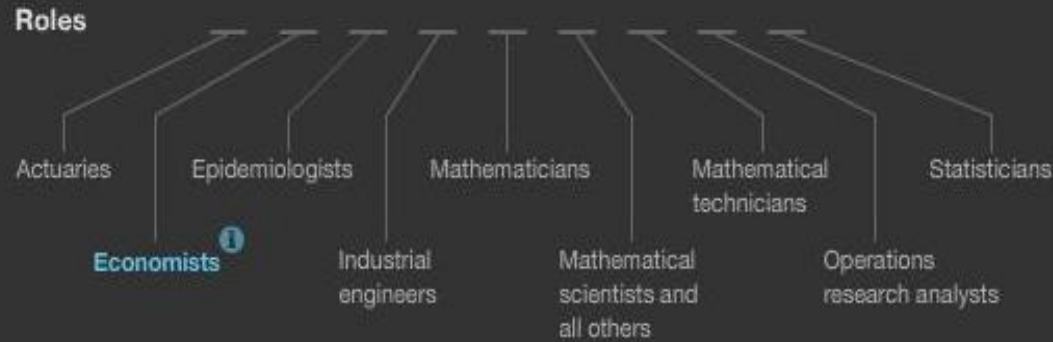 Roles
Actuaries
Epidemiologists
Mathematicians
Mathematical
technicians
Statisticians
Economists
Industrial
engineers
Mathematical
scientists and
all others
Operations
research analysts